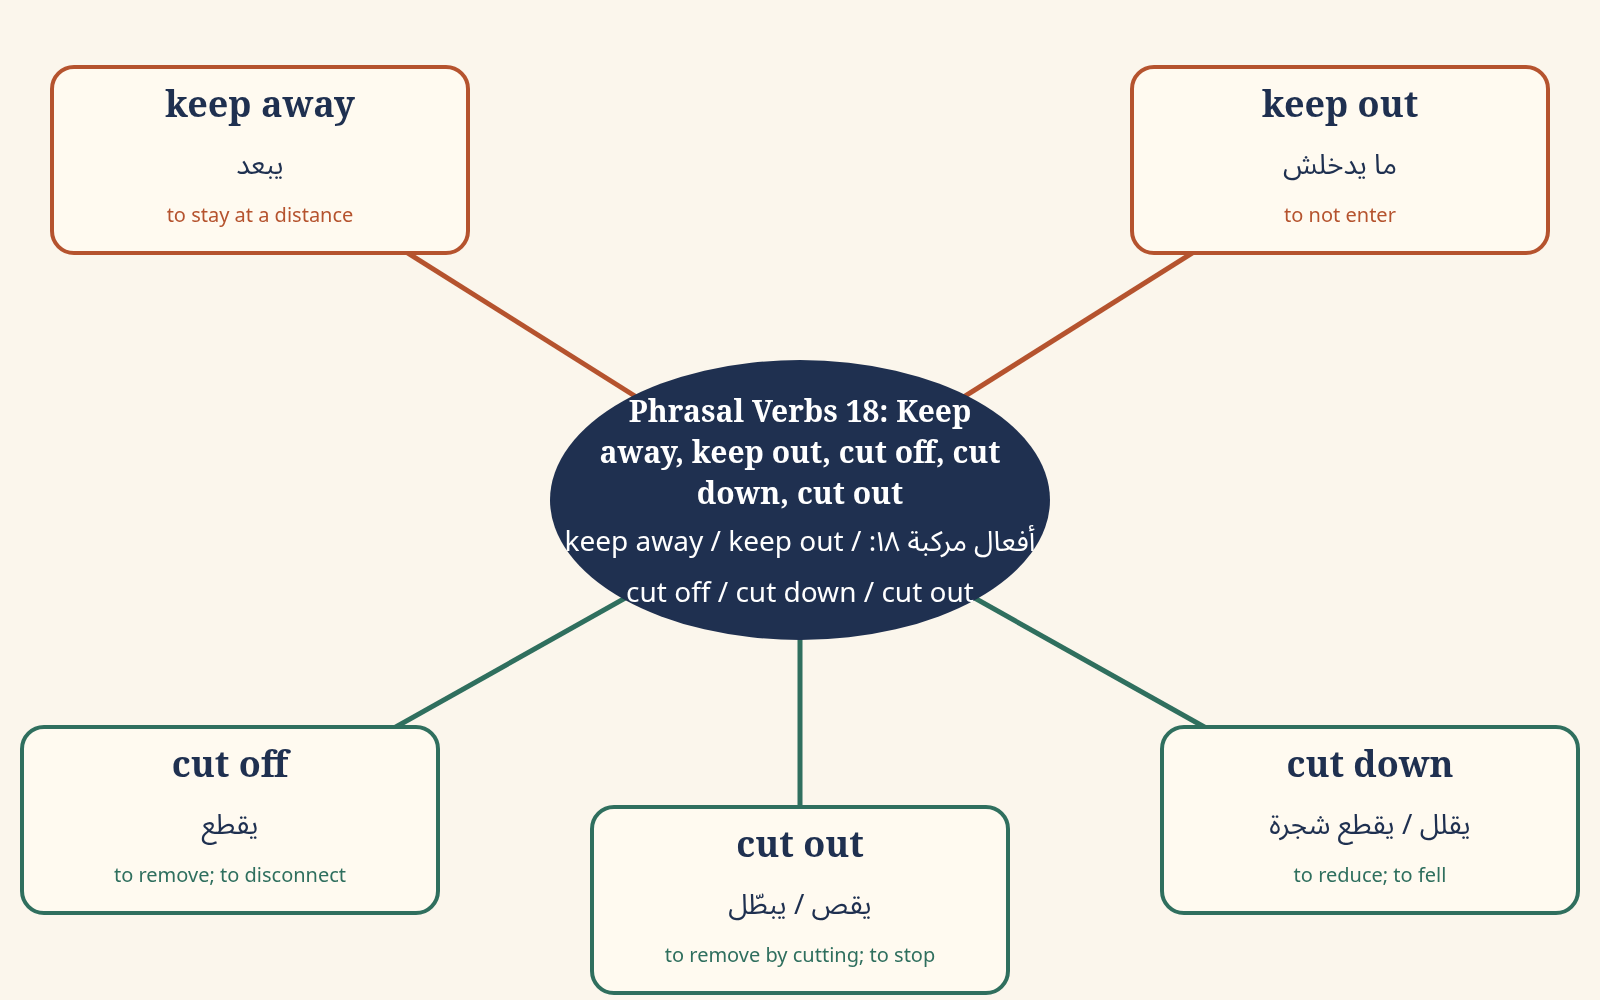 keep away
يبعد
to stay at a distance
keep out
ما يدخلش
to not enter
Phrasal Verbs 18: Keep
away, keep out, cut off, cut
down, cut out
أفعال مركبة ١٨: keep away / keep out /
cut off / cut down / cut out
cut off
يقطع
to remove; to disconnect
cut out
يقص / يبطّل
to remove by cutting; to stop
cut down
يقلل / يقطع شجرة
to reduce; to fell